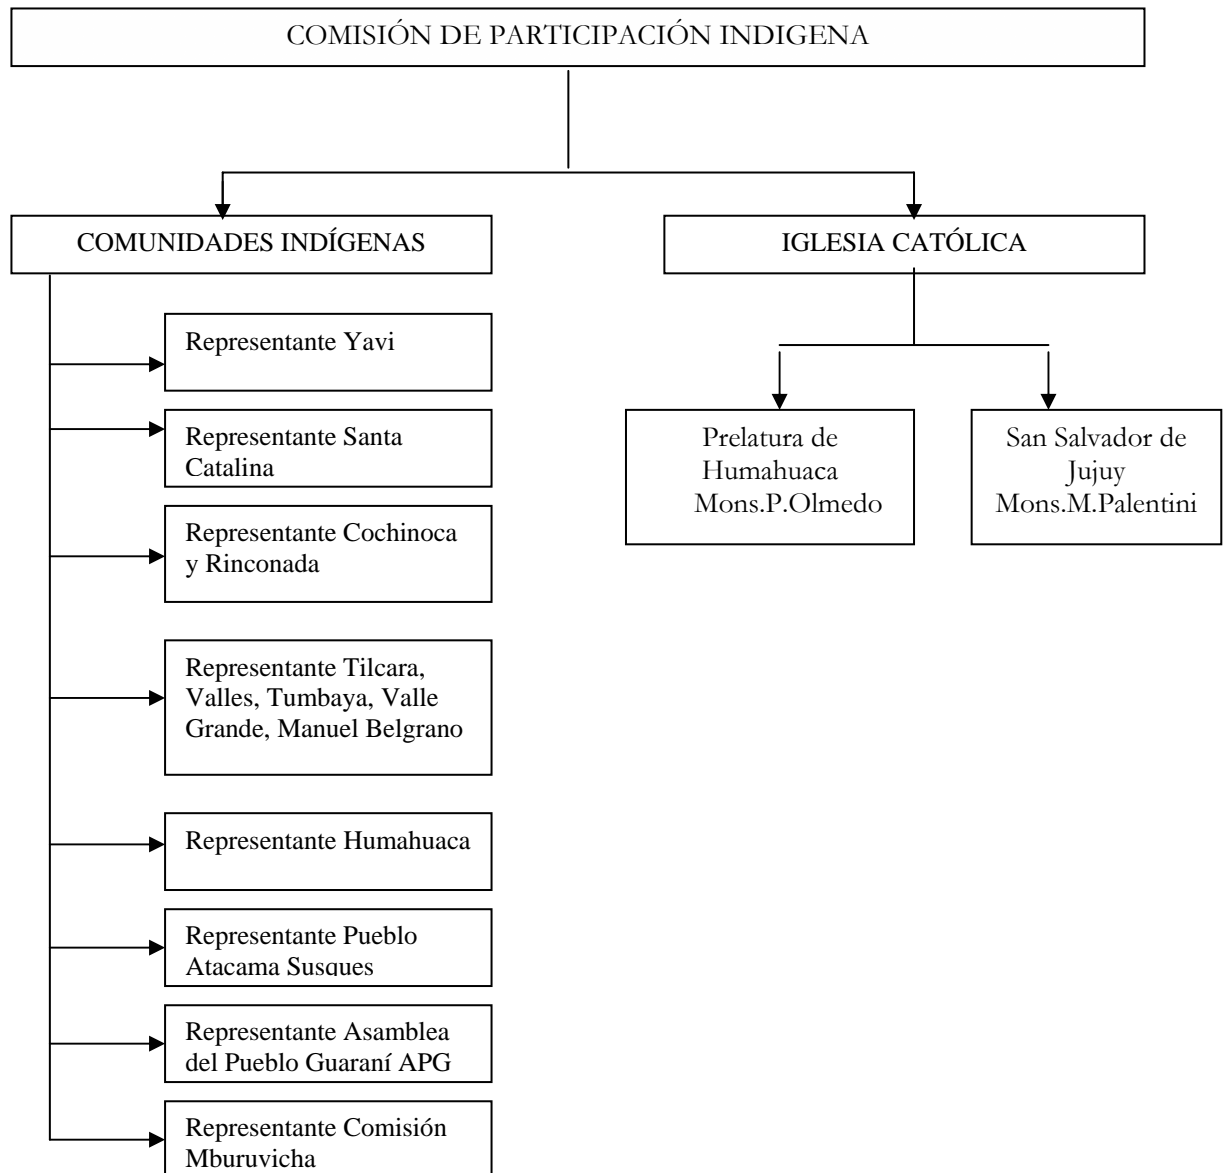 COMISIÓN DE PARTICIPACIÓN INDIGENA
COMUNIDADES INDÍGENAS
IGLESIA CATÓLICA
Representante Yavi
Representante Santa
Catalina
Representante Cochinoca
y Rinconada
Representante Tilcara,
Valles, Tumbaya, Valle
Grande, Manuel Belgrano
Representante Humahuaca
Representante Pueblo
Atacama Susques
Representante Asamblea
del Pueblo Guaraní APG
Representante Comisión
Mburuvicha
Prelatura de
Humahuaca
Mons.P.Olmedo
San Salvador de
Jujuy
Mons.M.Palentini